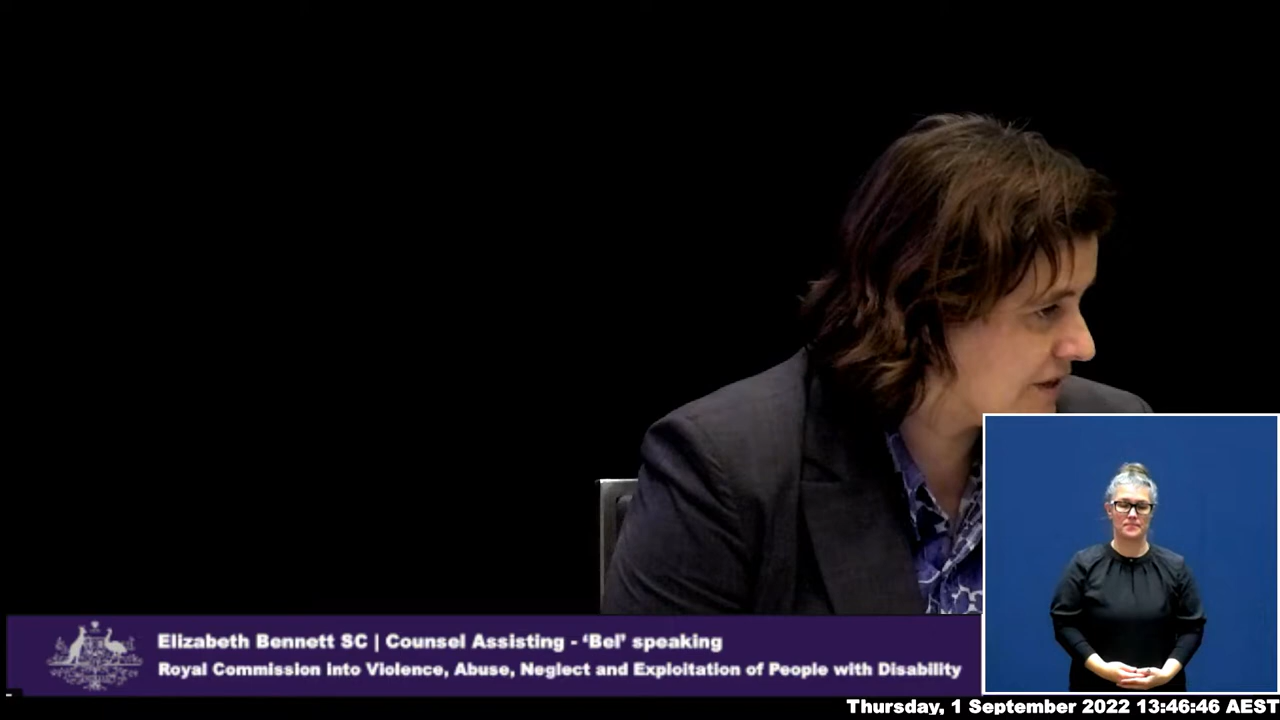 Elizabeth Bennett SC | Counsel Assisting - ‘Bel’ speaking
Royal Commission into Violence, Abuse, Neglect and Exploitation of People with Disability
Thursday, 1 September 2022 13:46:46 AEST